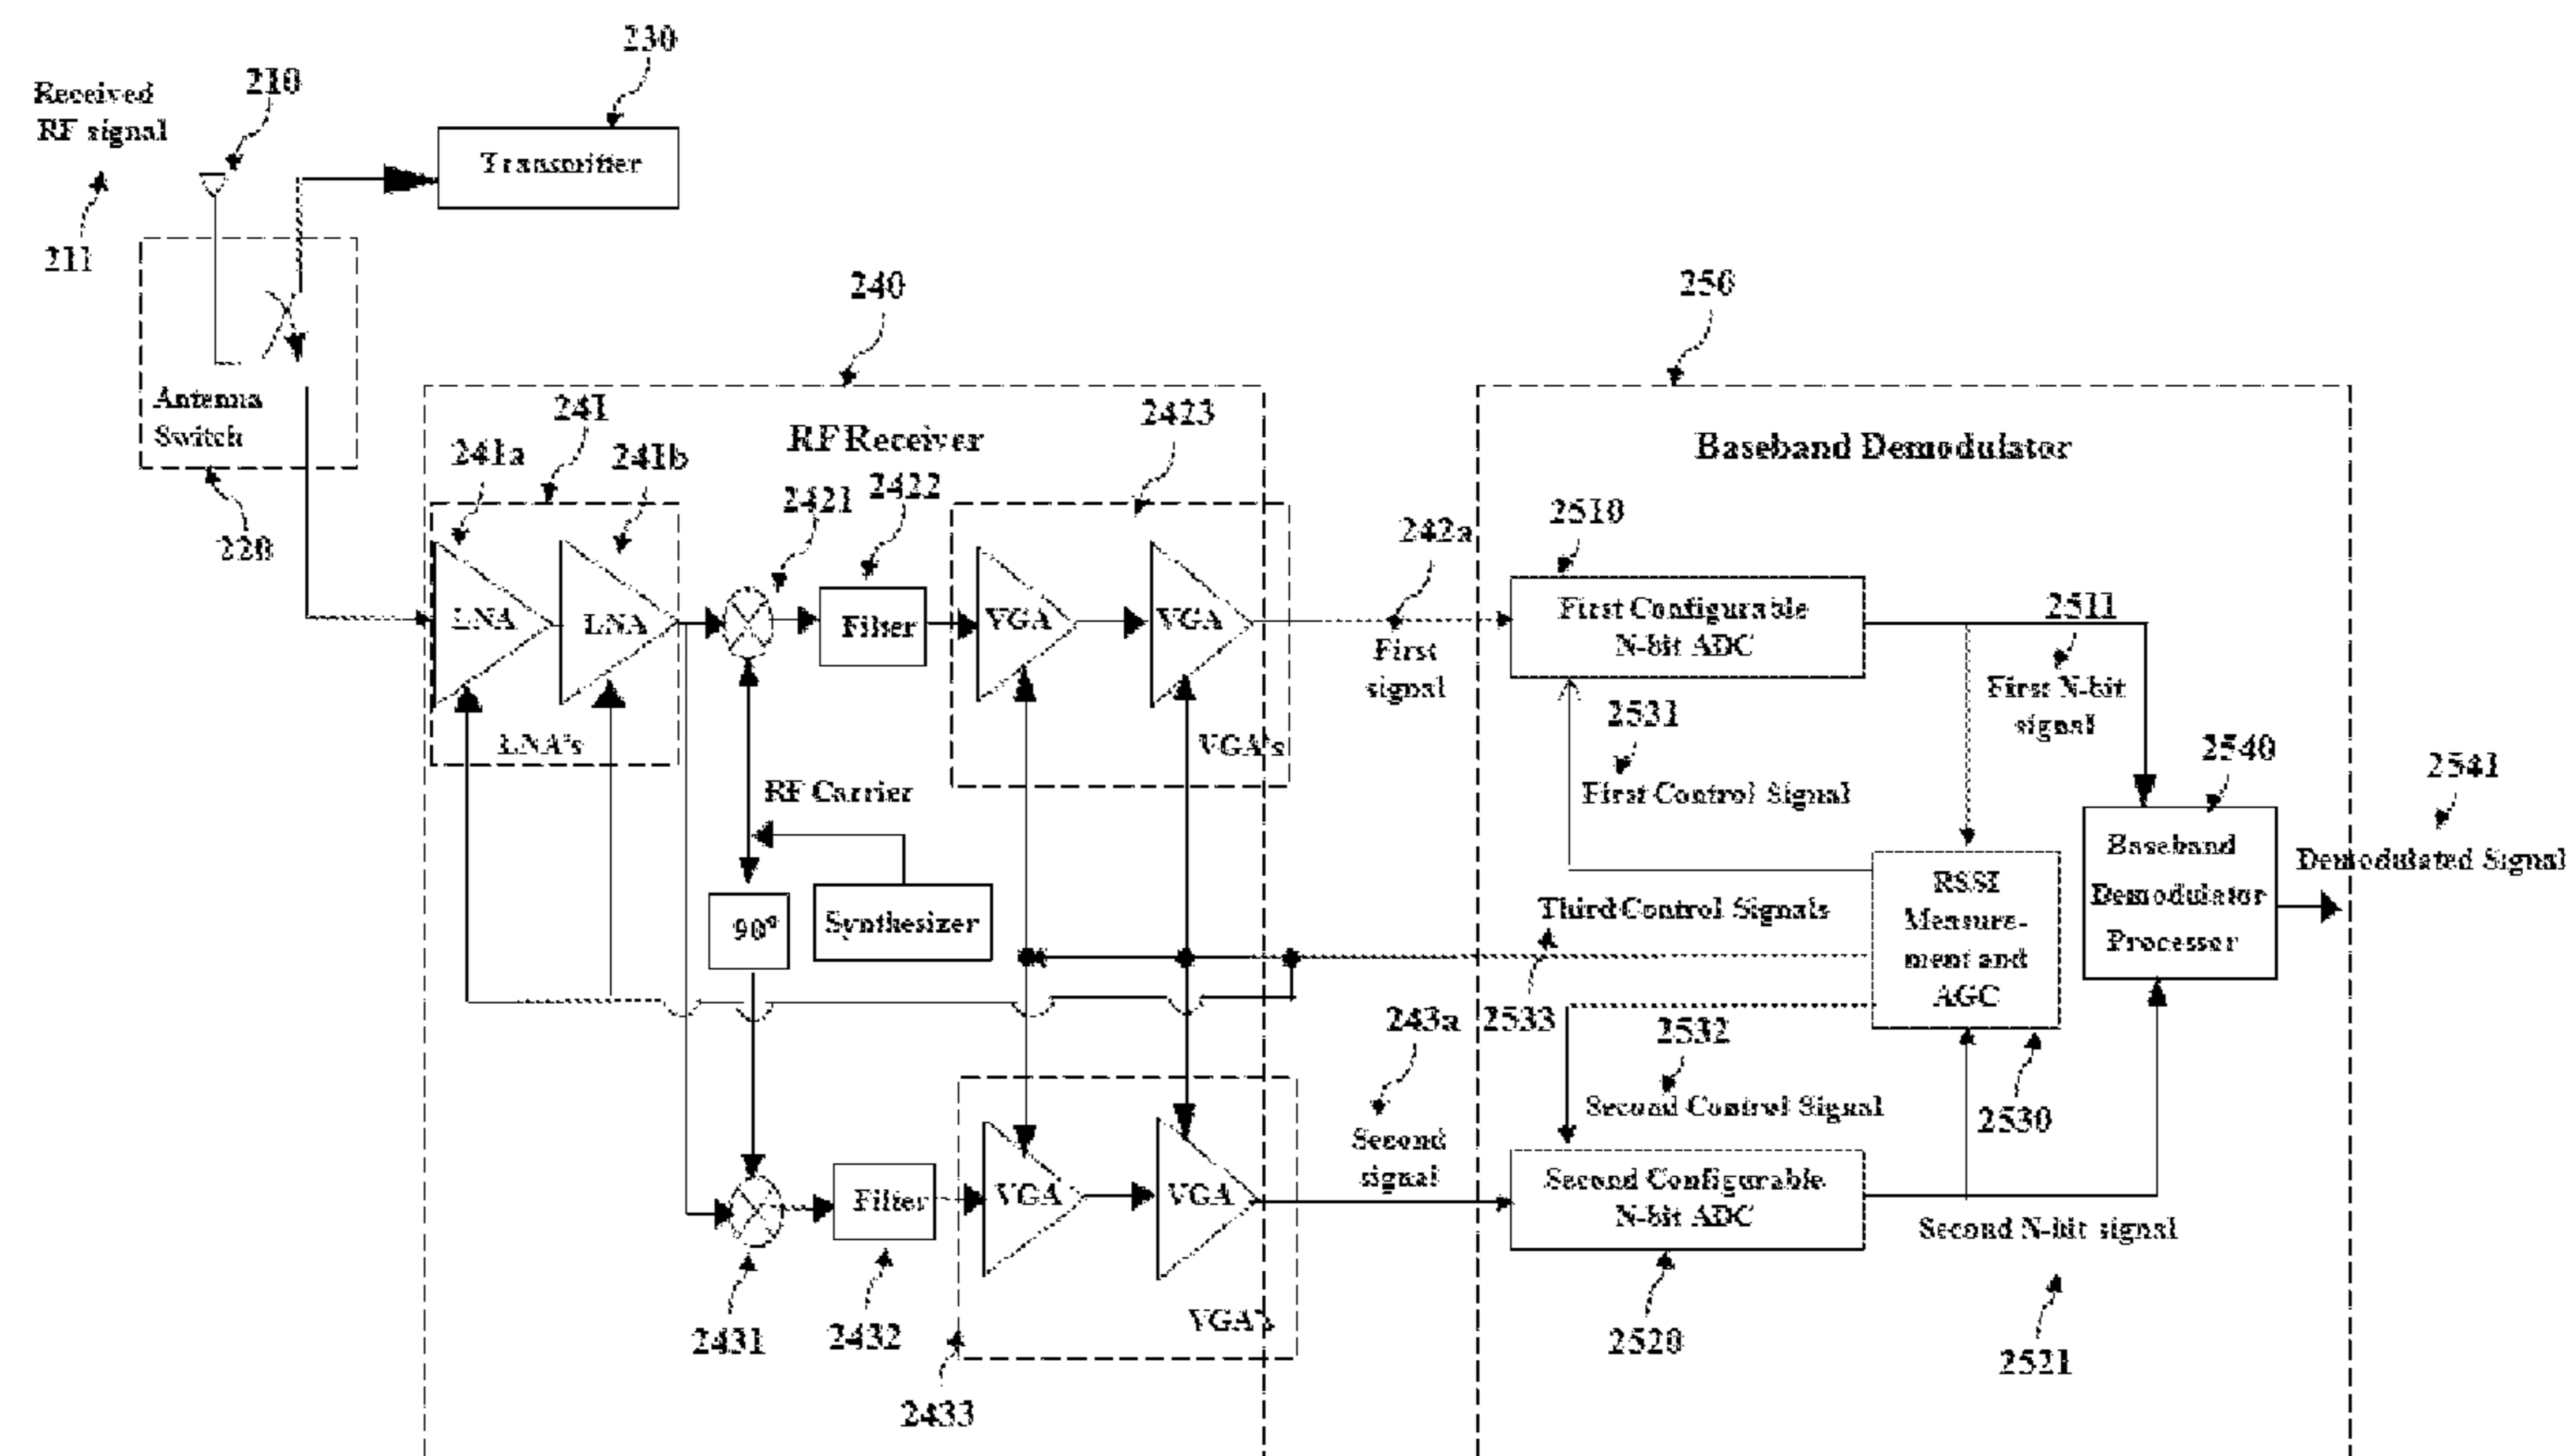 230
Received
RF signal
210
Transmitter
211
240
250
Antenna
Switch
241
2423
241a
241b
RF Receiver
Baseband Demodulator
2421
2422
220
242a
2510
LNA
LNA
Filter
VGA
VGA
First
signal
First Configurable
N-bit ADC
2511
First N-bit
signal
2531
LNA's
VGA's
2540
2541
RF Carrier
First Control Signal
Baseband
Demodulator
Processor
Demodulated Signal
90°
Synthesizer
Third Control Signals
RSSI
Measure-
ment and
AGC
243a
2533
2532
Second Control Signal
2530
Second
signal
Filter
VGA
VGA
Second Configurable
N-bit ADC
Second N-bit signal
2431
2432
VGA's
2520
2521
2433